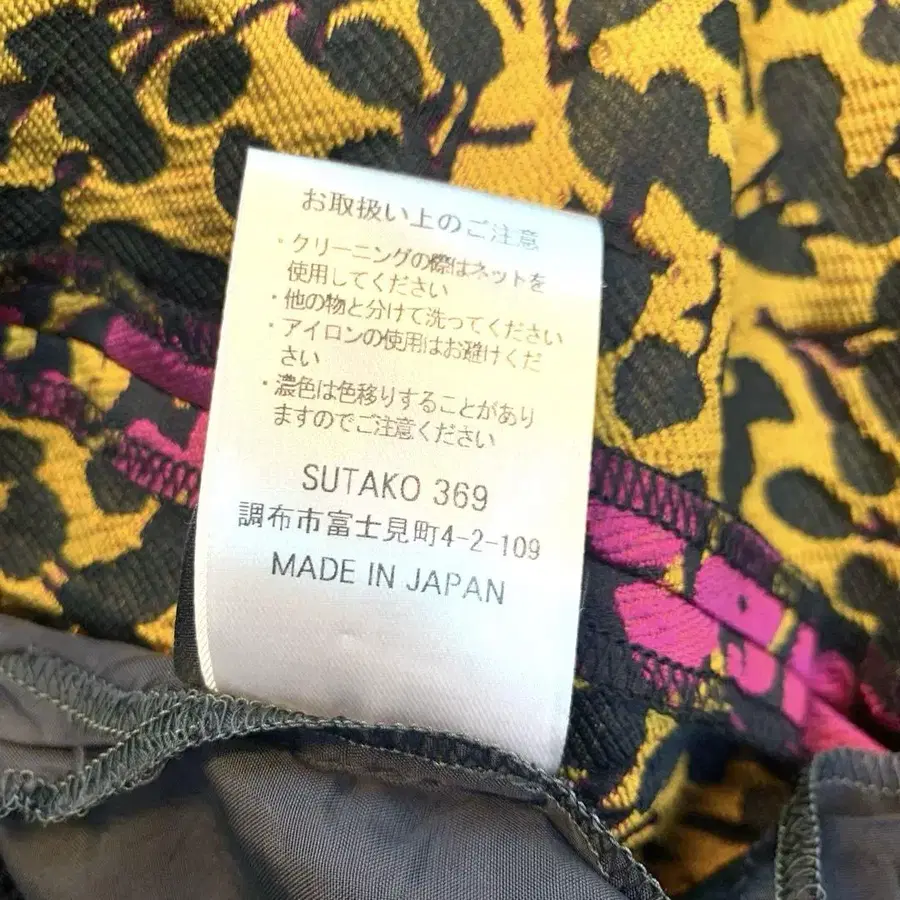 お取扱い上のご注意
・クリーニングの際はネットを
使用してください
・他の物と分けて洗ってください
・アイロンの使用はお避けくだ
さい
・濃色は色移りすることがあり
ますのでご注意ください
SUTAKO 369
調布市富士見町4-2-109
MADE IN JAPAN